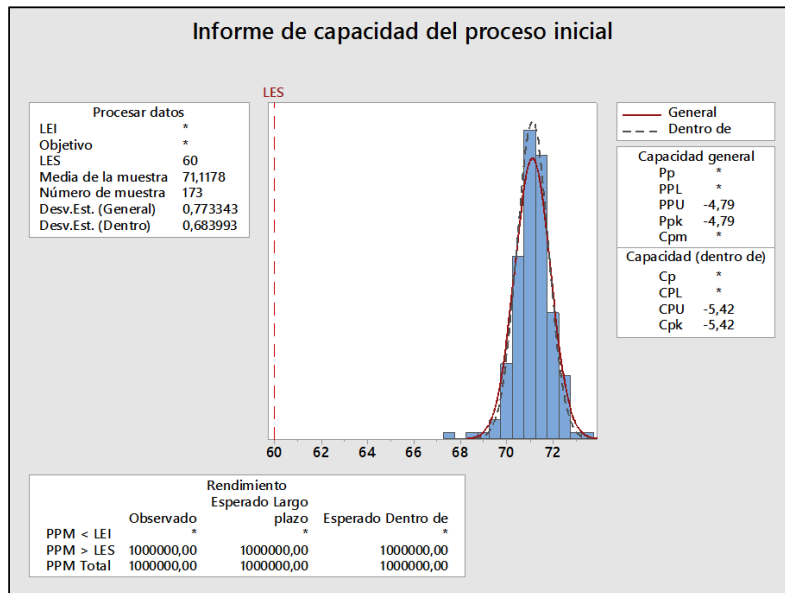 Informe de capacidad del proceso inicial
LES
Procesar datos
LEI *
Objetivo *
LES 60
Media de la muestra 71,1178
Número de muestra 173
Desv.Est. (General) 0,773343
Desv.Est. (Dentro) 0,683993
General
Dentro de
Capacidad general
Pp *
PPL *
PPU -4,79
Ppk -4,79
Cpm *
Capacidad (dentro de)
Cp *
CPL *
CPU -5,42
Cpk -5,42
60 62 64 66 68 70 72
Rendimiento
Esperado Largo
Observado plazo Esperado Dentro de
PPM < LEI * * *
PPM > LES 1000000,00 1000000,00 1000000,00
PPM Total 1000000,00 1000000,00 1000000,00